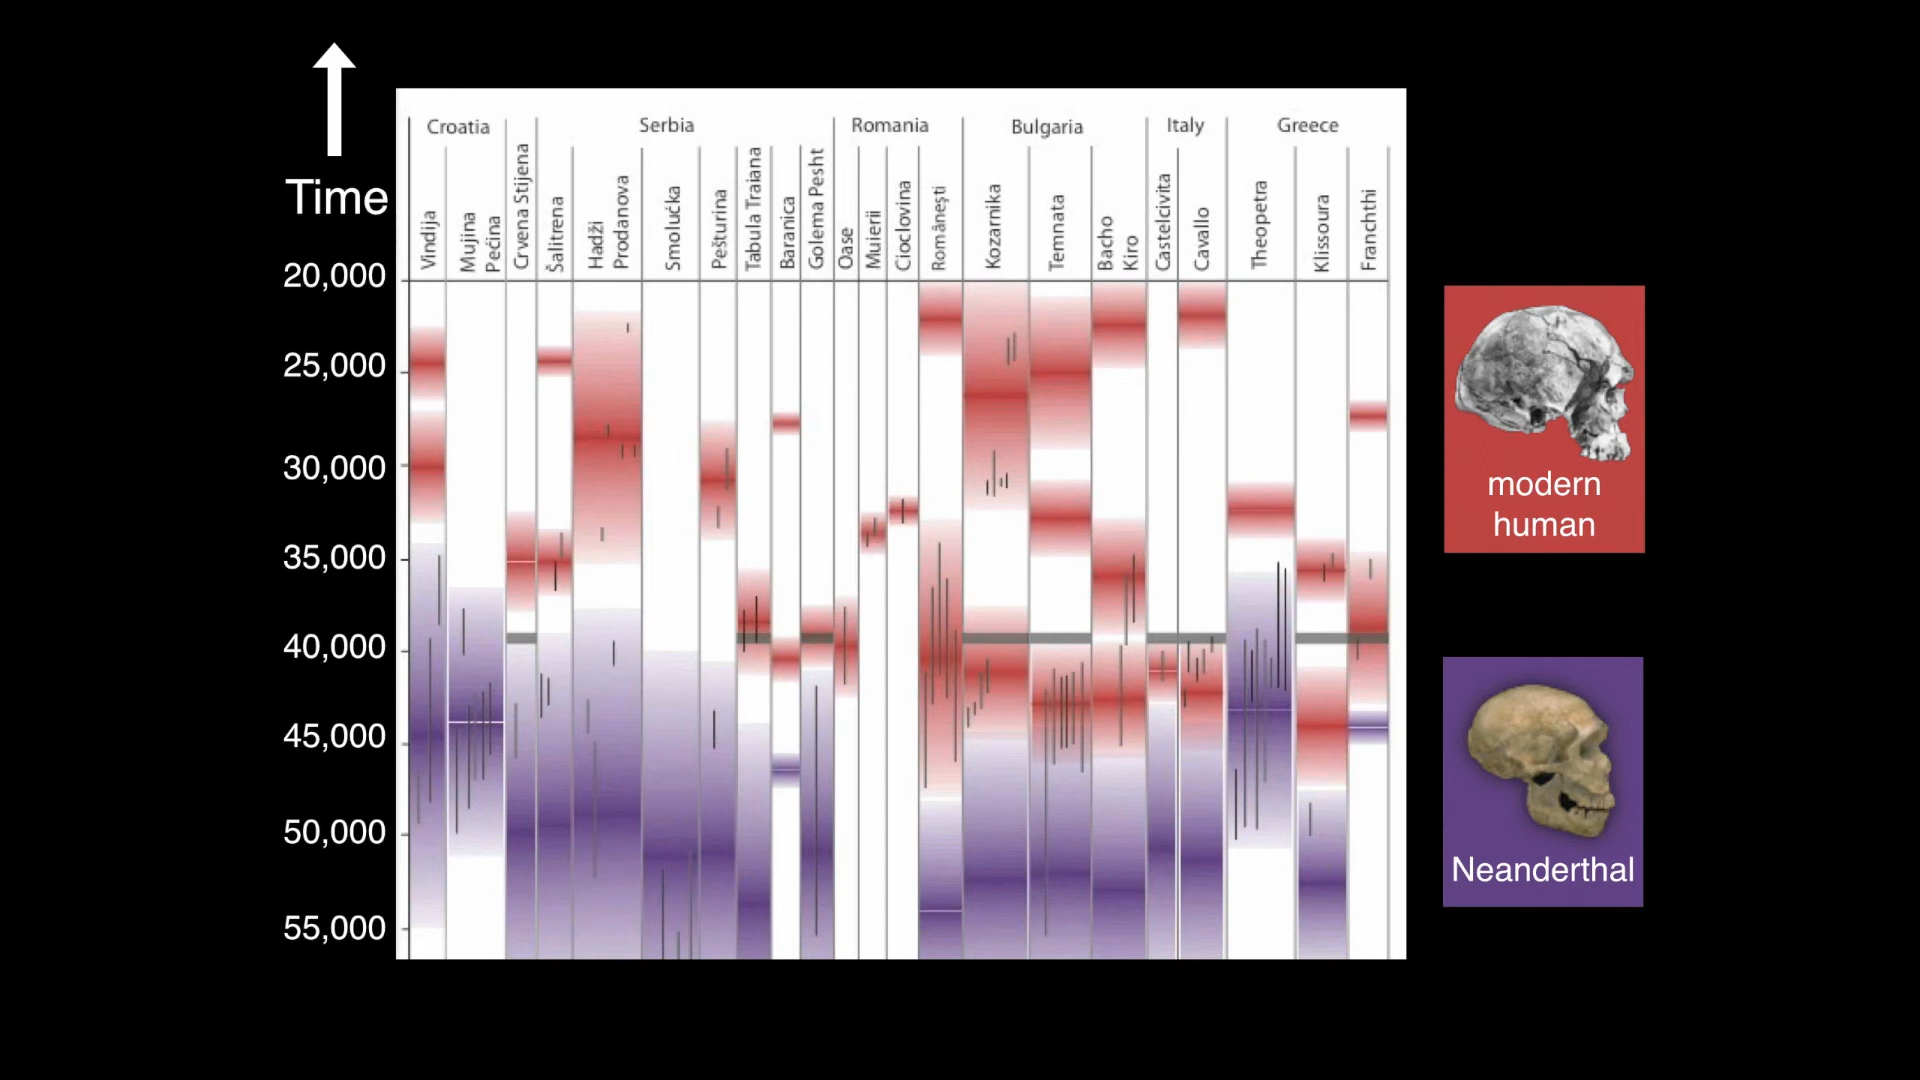 Croatia
Serbia
Romania
Bulgaria
Italy
Greece
Time
Vindija
Mujina
Pećina
Crvena Stijena
Šalitrena
Hadži
Prodanova
Smolućka
Pešturina
Tabula Traiana
Baranica
Golema Pesht
Oase
Muierii
Cioclovina
Româneşti
Kozarnika
Temnata
Bacho
Kiro
Castelcivita
Cavallo
Theopetra
Klissoura
Franchthi
20,000
25,000
30,000
35,000
40,000
45,000
50,000
55,000
modern
human
Neanderthal